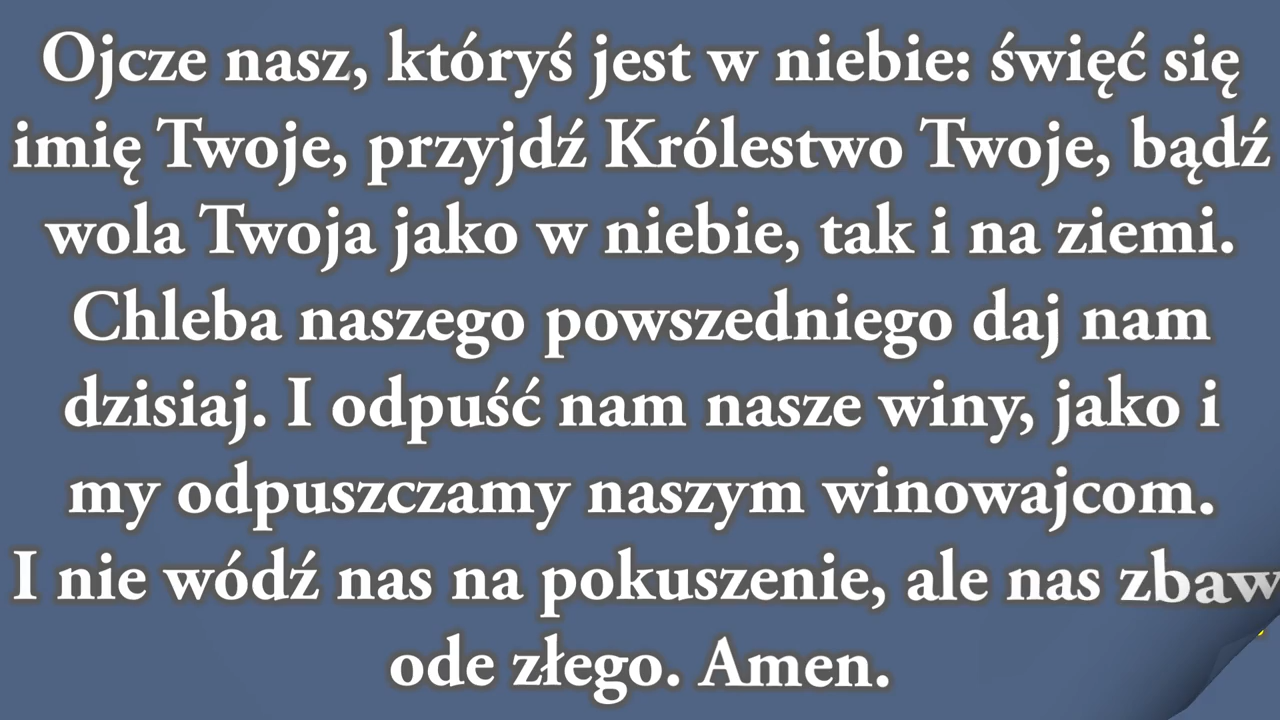 Ojcze nasz, któryś jest w niebie: święć się
imię Twoje, przyjdź Królestwo Twoje, bądź
wola Twoja jako w niebie, tak i na ziemi.
Chleba naszego powszedniego daj nam
dzisiaj. I odpuść nam nasze winy, jako i
my odpuszczamy naszym winowajcom.
I nie wódź nas na pokuszenie, ale nas zbaw
ode złego. Amen.